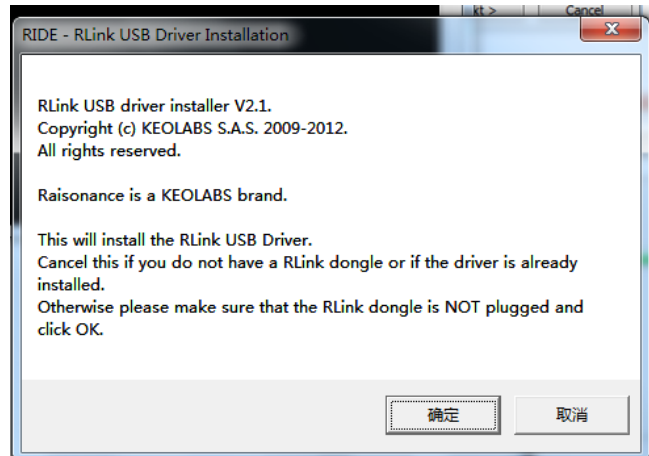 kt >
Cancel
RIDE - RLink USB Driver Installation
RLink USB driver installer V2.1.
Copyright (c) KEOLABS S.A.S. 2009-2012.
All rights reserved.
Raisonance is a KEOLABS brand.
This will install the RLink USB Driver.
Cancel this if you do not have a RLink dongle or if the driver is already
installed.
Otherwise please make sure that the RLink dongle is NOT plugged and
click OK.
确定
取消